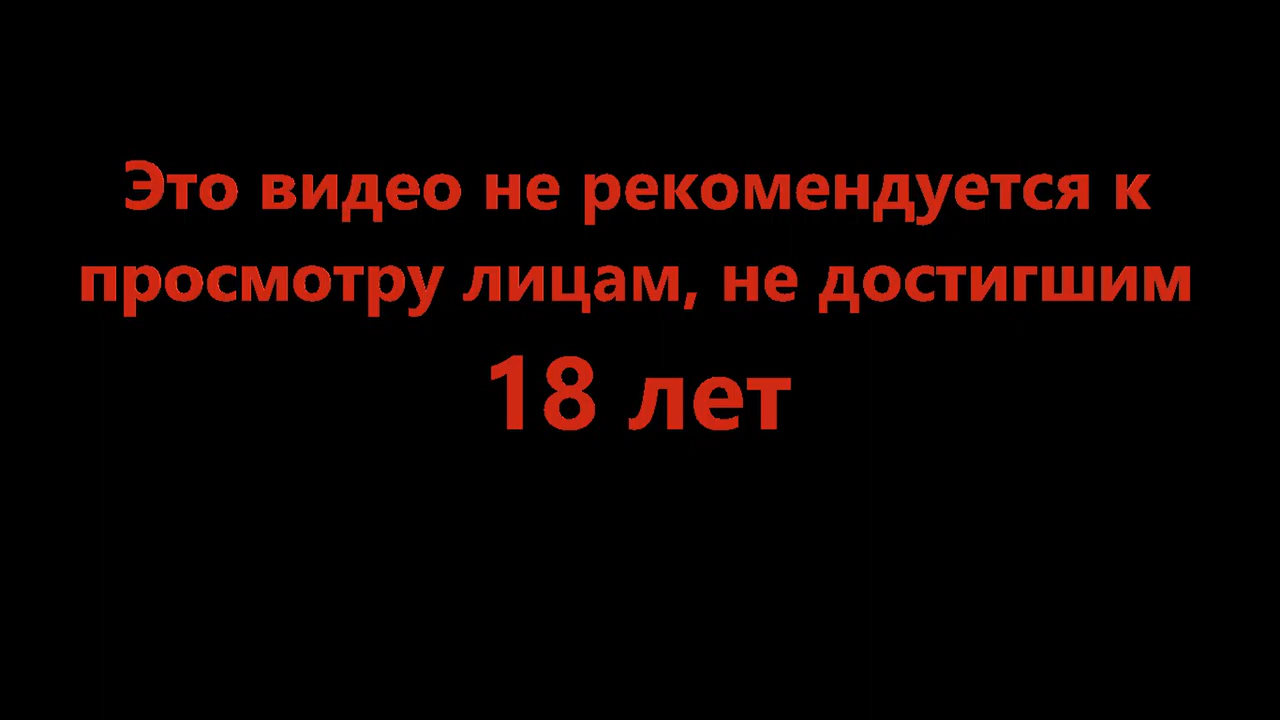 Это видео не рекомендуется к
просмотру лицам, не достигшим
18 лет